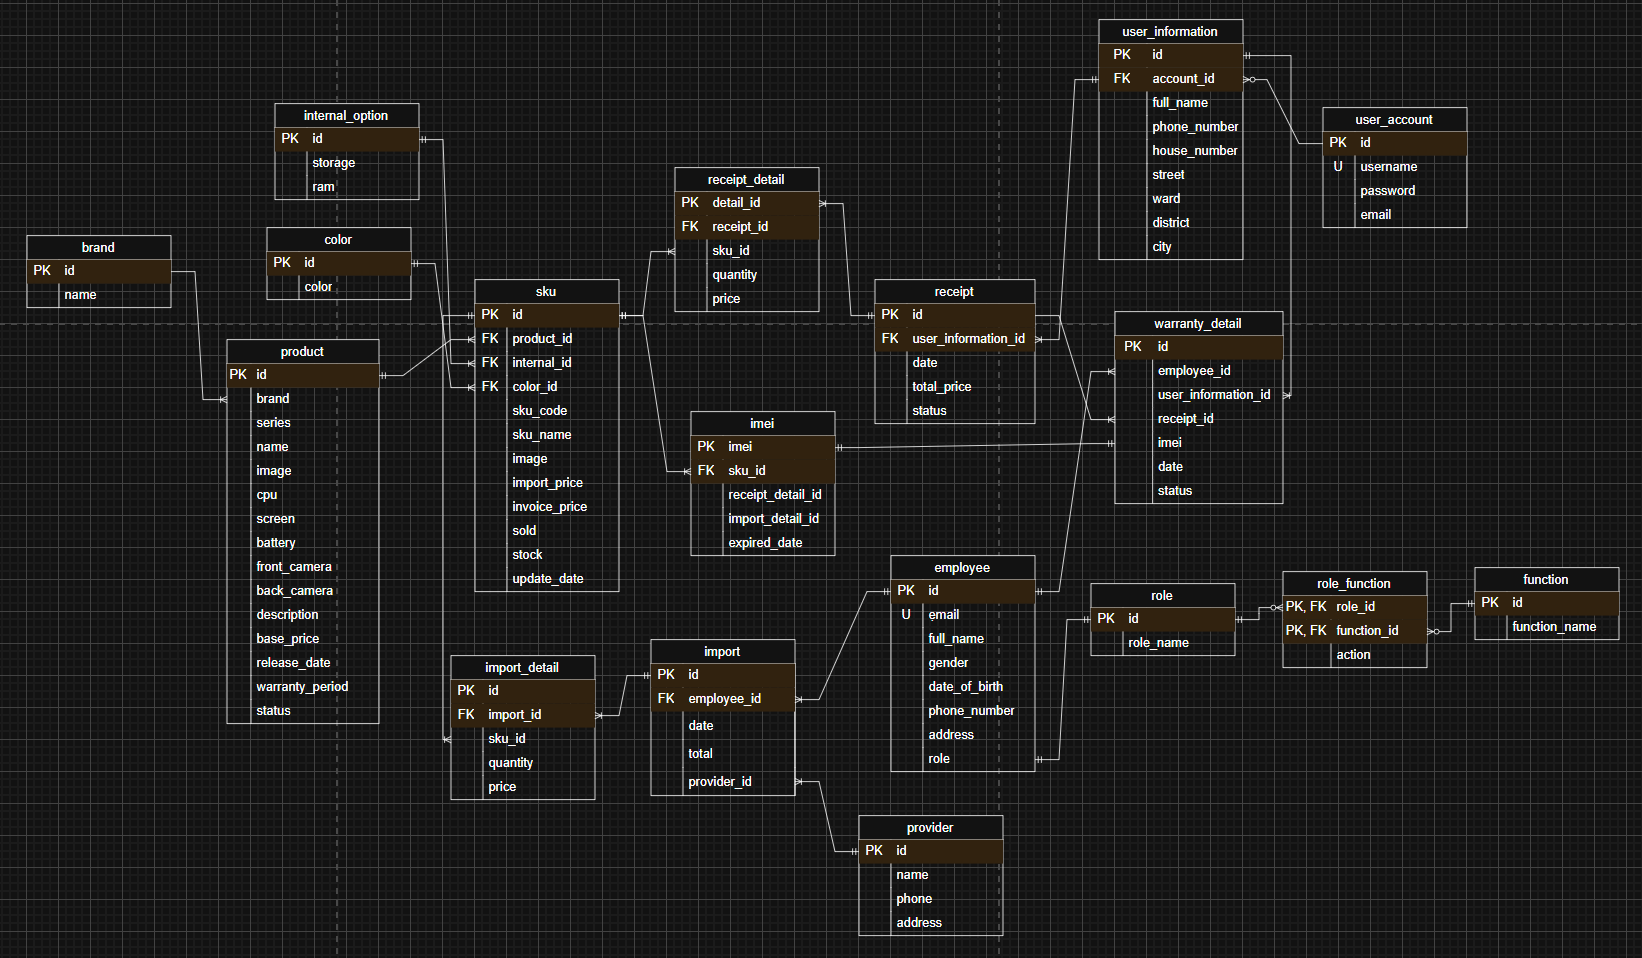 user_information
PK id
FK account_id
full_name
phone_number
house_number
street
ward
district
city
user_account
PK id
U username
password
email
internal_option
PK id
storage
ram
color
PK id
color
brand
PK id
name
product
PK id
brand
series
name
image
cpu
screen
battery
front_camera
back_camera
description
base_price
release_date
warranty_period
status
sku
PK id
FK product_id
FK internal_id
FK color_id
sku_code
sku_name
image
import_price
invoice_price
sold
stock
update_date
receipt_detail
PK detail_id
FK receipt_id
sku_id
quantity
price
receipt
PK id
FK user_information_id
date
total_price
status
warranty_detail
PK id
employee_id
user_information_id
receipt_id
imei
date
status
imei
PK imei
FK sku_id
receipt_detail_id
import_detail_id
expired_date
employee
PK id
U email
full_name
gender
date_of_birth
phone_number
address
role
role
PK id
role_name
role_function
PK, FK role_id
PK, FK function_id
action
function
PK id
function_name
import_detail
PK id
FK import_id
sku_id
quantity
price
import
PK id
FK employee_id
date
total
provider_id
provider
PK id
name
phone
address